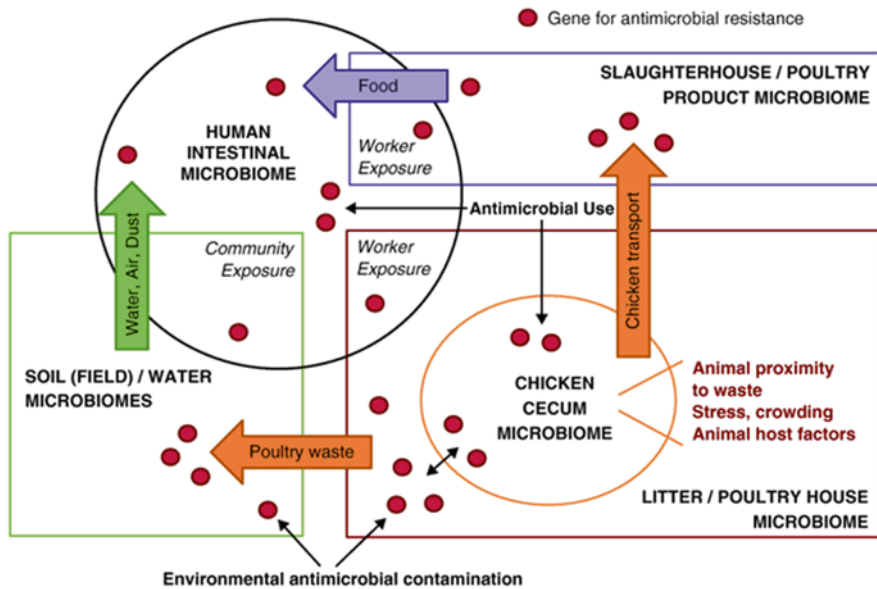 Gene for antimicrobial resistance
SLAUGHTERHOUSE / POULTRY
PRODUCT MICROBIOME
Food
HUMAN
INTESTINAL
MICROBIOME
Worker
Exposure
Antimicrobial Use
Water, Air, Dust
Community
Exposure
Worker
Exposure
Chicken transport
SOIL (FIELD) / WATER
MICROBIOMES
CHICKEN
CECUM
MICROBIOME
Animal proximity
to waste
Stress, crowding
Animal host factors
Poultry waste
LITTER / POULTRY HOUSE
MICROBIOME
Environmental antimicrobial contamination